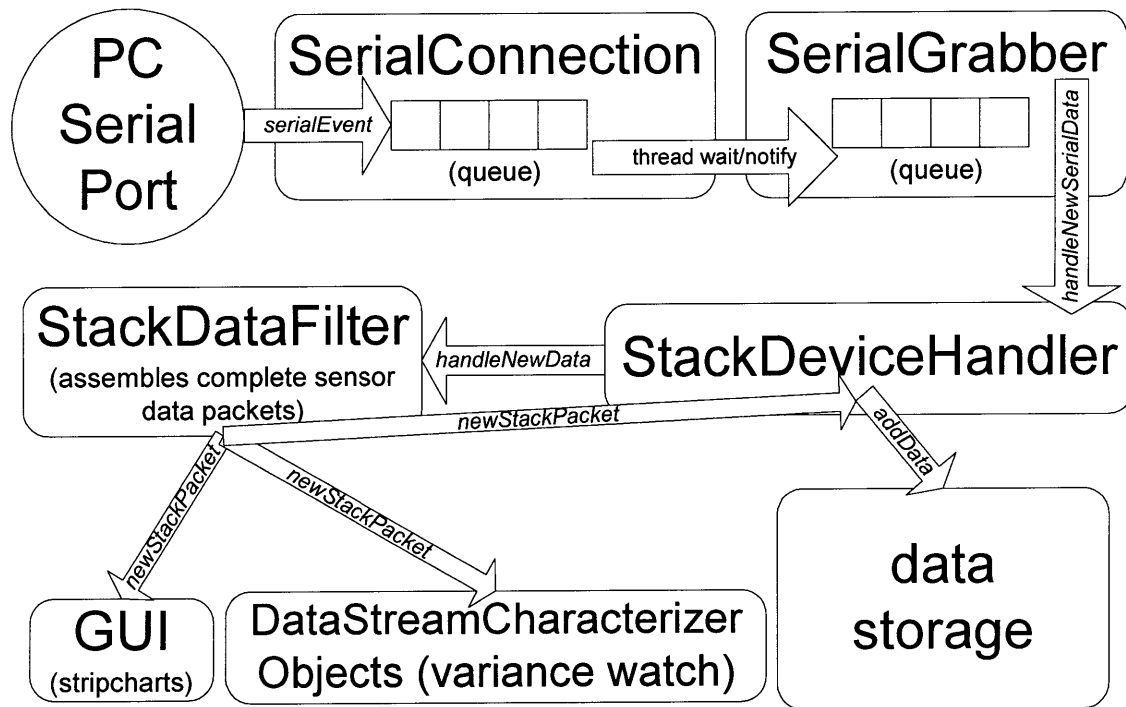 PC
Serial
Port
serialEvent
SerialConnection
(queue)
thread wait/notify
SerialGrabber
(queue)
handleNewSerialData
StackDataFilter
(assembles complete sensor
data packets)
handleNewData
StackDeviceHandler
newStackPacket
addData
newStackPacket
newStackPacket
GUI
(stripcharts)
DataStreamCharacterizer
Objects (variance watch)
data
storage